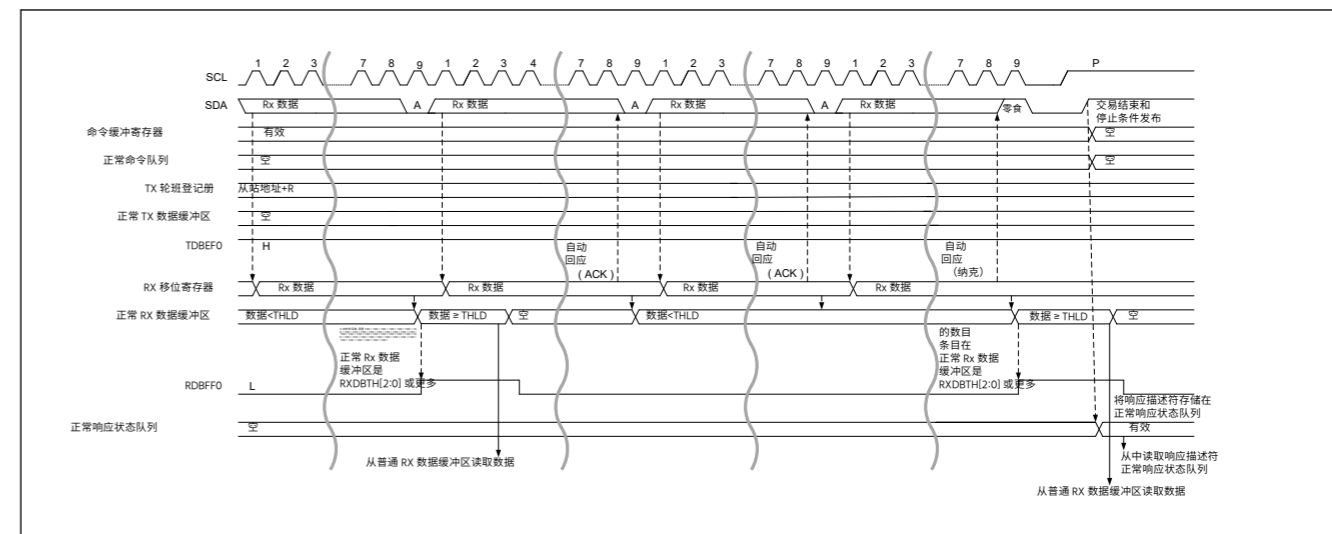 1 2 3 7 8 9 1 2 3 4 7 8 9 1 2 3 7 8 9 1 2 3 7 8 9 P
SCL
SDA Rx 数据 A Rx 数据 A Rx 数据 A Rx 数据 零食 交易结束和
停止条件发布
命令缓冲寄存器 有效 空
正常命令队列 空 空
TX 轮班登记册 从站地址+R
正常 TX 数据缓冲区 空
TDBEF0 H
自动
回应
( ACK )
自动
回应
( ACK )
自动
回应
（纳克）
RX 移位寄存器 Rx 数据 Rx 数据 Rx 数据 Rx 数据
正常 RX 数据缓冲区 数据<THLD 数据 ≥ THLD 空 数据<THLD 数据 ≥ THLD 空
正常 Rx 数据
缓冲区是
RXDBTH[2:0] 或更多
的数目
条目在
正常 Rx 数据
缓冲区是
RXDBTH[2:0] 或更多
RDBFF0 L
将响应描述符存储在
正常响应状态队列
正常响应状态队列 空 有效
从普通 RX 数据缓冲区读取数据
从中读取响应描述符
正常响应状态队列
从普通 RX 数据缓冲区读取数据